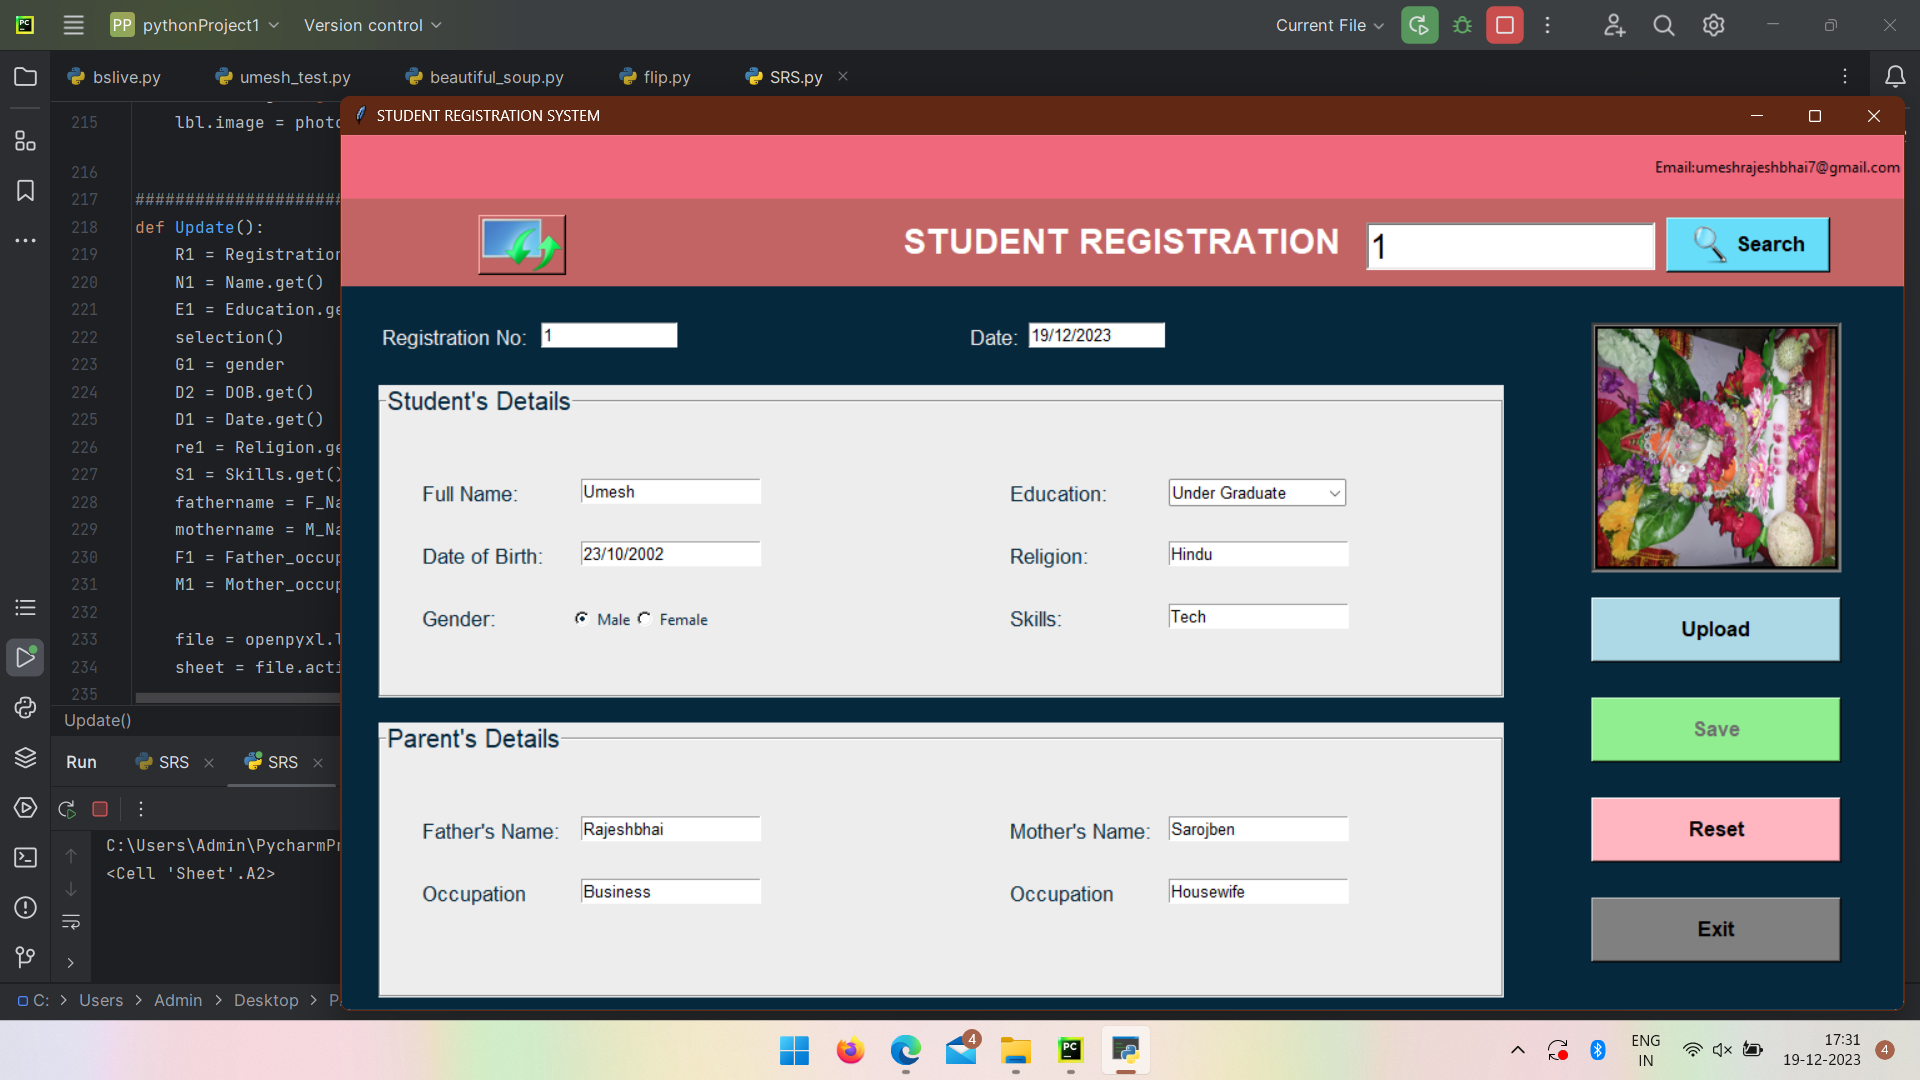 PC
PP pythonProject1
Version control
Current File
bslive.py
umesh_test.py
beautiful_soup.py
flip.py
SRS.py
215 lbl.image = photo
216
217 #####################
218 def Update():
219 R1 = Registration
220 N1 = Name.get()
221 E1 = Education.ge
222 selection()
223 G1 = gender
224 D2 = DOB.get()
225 D1 = Date.get()
226 re1 = Religion.ge
227 S1 = Skills.get()
228 fathername = F_Na
229 mothername = M_Na
230 F1 = Father_occup
231 M1 = Mother_occup
232
233 file = openpyxl.l
234 sheet = file.acti
235
Update()
Run
SRS
SRS
C:\Users\Admin\PycharmPr
<Cell 'Sheet'.A2>
C: > Users > Admin > Desktop > P
STUDENT REGISTRATION SYSTEM
Email:umeshrajeshbhai7@gmail.com
STUDENT REGISTRATION
1
Search
Registration No: 1
Date: 19/12/2023
Student's Details
Full Name: Umesh
Education: Under Graduate
Date of Birth: 23/10/2002
Religion: Hindu
Gender: Male Female
Skills: Tech
Parent's Details
Father's Name: Rajeshbhai
Mother's Name: Sarojben
Occupation Business
Occupation Housewife
Upload
Save
Reset
Exit
4
PC
ENG
IN
17:31
19-12-2023
4